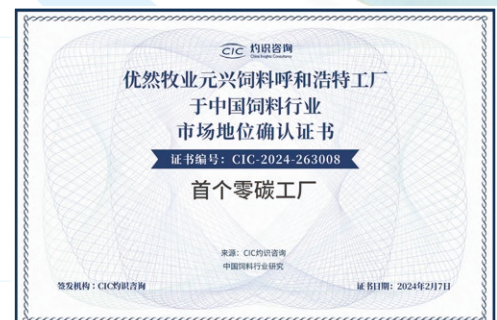 CIC 灼识咨询
China Insights Consultancy
优然牧业元兴饲料呼和浩特工厂
于中国饲料行业
市场地位确认证书
证书编号：CIC-2024-263008
首个零碳工厂
来源：CIC灼识咨询
中国饲料行业研究
签发机构：CIC灼识咨询
证书日期：2024年2月7日